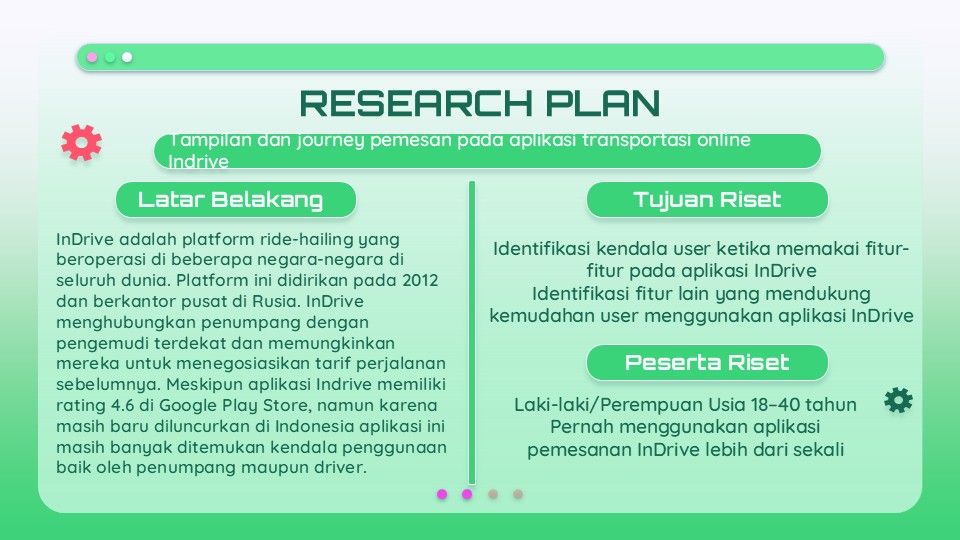 RESEARCH PLAN
Tampilan dan journey pemesan pada aplikasi transportasi online
Indrive
Latar Belakang
InDrive adalah platform ride-hailing yang
beroperasi di beberapa negara-negara di
seluruh dunia. Platform ini didirikan pada 2012
dan berkantor pusat di Rusia. InDrive
menghubungkan penumpang dengan
pengemudi terdekat dan memungkinkan
mereka untuk menegosiasikan tarif perjalanan
sebelumnya. Meskipun aplikasi Indrive memiliki
rating 4.6 di Google Play Store, namun karena
masih baru diluncurkan di Indonesia aplikasi ini
masih banyak ditemukan kendala penggunaan
baik oleh penumpang maupun driver.
Tujuan Riset
Identifikasi kendala user ketika memakai fitur-
fitur pada aplikasi InDrive
Identifikasi fitur lain yang mendukung
kemudahan user menggunakan aplikasi InDrive
Peserta Riset
Laki-laki/Perempuan Usia 18–40 tahun
Pernah menggunakan aplikasi
pemesanan InDrive lebih dari sekali